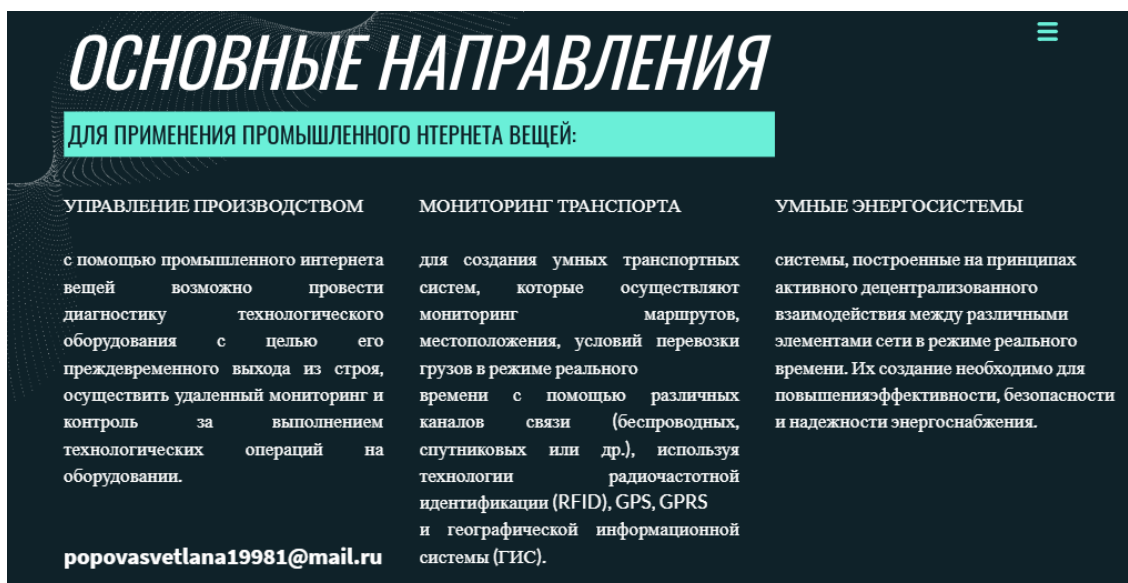 ОСНОВНЫЕ НАПРАВЛЕНИЯ
ДЛЯ ПРИМЕНЕНИЯ ПРОМЫШЛЕННОГО НТЕРНЕТА ВЕЩЕЙ:
УПРАВЛЕНИЕ ПРОИЗВОДСТВОМ
с помощью промышленного интернета
вещей возможно провести
диагностику технологического
оборудования с целью его
преждевременного выхода из строя,
осуществить удаленный мониторинг и
контроль за выполнением
технологических операций на
оборудовании.
popovasvetlana19981@mail.ru
МОНИТОРИНГ ТРАНСПОРТА
для создания умных транспортных
систем, которые осуществляют
мониторинг маршрутов,
местоположения, условий перевозки
грузов в режиме реального
времени с помощью различных
каналов связи (беспроводных,
спутниковых или др.), используя
технологии радиочастотной
идентификации (RFID), GPS, GPRS
и географической информационной
системы (ГИС).
УМНЫЕ ЭНЕРГОСИСТЕМЫ
системы, построенные на принципах
активного децентрализованного
взаимодействия между различными
элементами сети в режиме реального
времени. Их создание необходимо для
повышенияэффективности, безопасности
и надежности энергоснабжения.